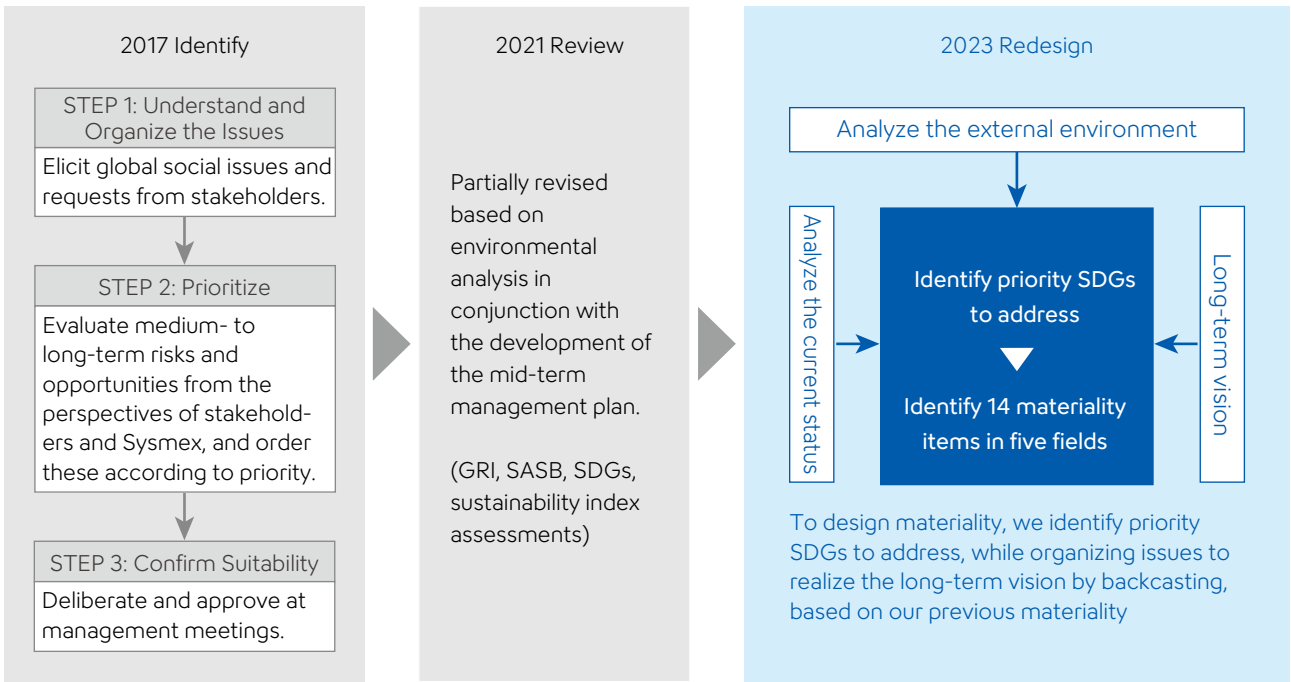 2017 Identify
STEP 1: Understand and
Organize the Issues
Elicit global social issues and
requests from stakeholders.
STEP 2: Prioritize
Evaluate medium- to
long-term risks and
opportunities from the
perspectives of stakehold-
ers and Sysmex, and order
these according to priority.
STEP 3: Confirm Suitability
Deliberate and approve at
management meetings.
2021 Review
Partially revised
based on
environmental
analysis in
conjunction with
the development of
the mid-term
management plan.
(GRI, SASB, SDGs,
sustainability index
assessments)
2023 Redesign
Analyze the external environment
Analyze the current status
Identify priority SDGs
to address
Identify 14 materiality
items in five fields
Long-term vision
To design materiality, we identify priority
SDGs to address, while organizing issues to
realize the long-term vision by backcasting,
based on our previous materiality